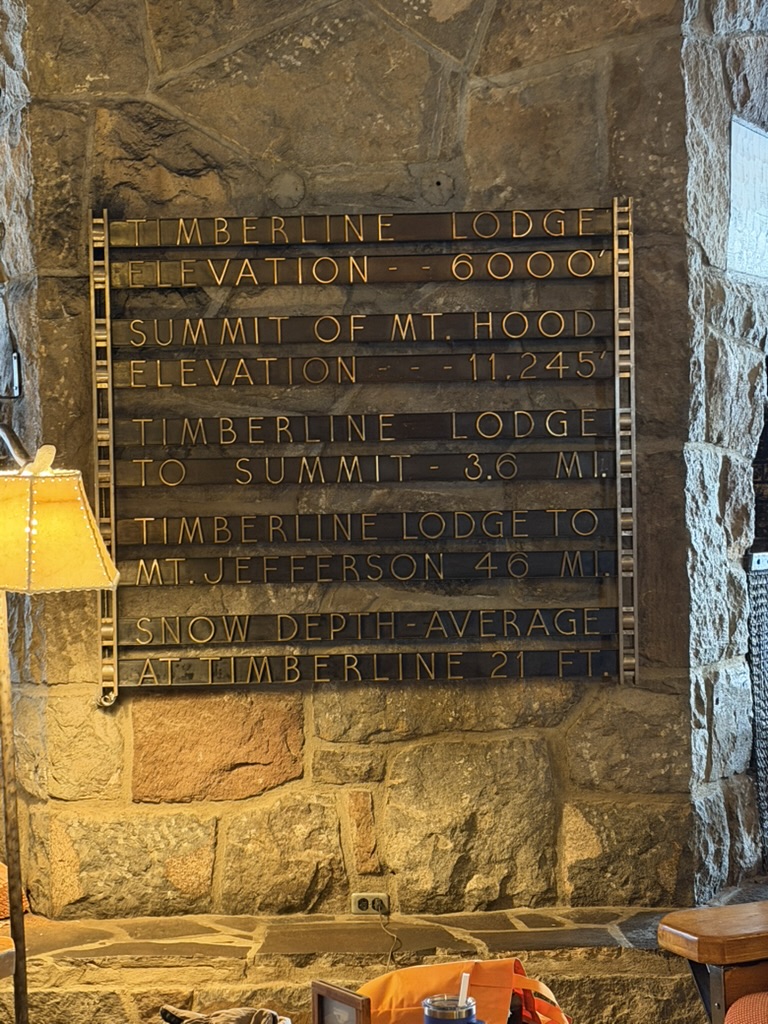 TIMBERLINE LODGE
ELEVATION - - 6000'
SUMMIT OF MT. HOOD
ELEVATION - - - 11,245'
TIMBERLINE LODGE
TO SUMMIT - 3.6 MI.
TIMBERLINE LODGE TO
MT. JEFFERSON 46 MI.
SNOW DEPTH - AVERAGE
AT TIMBERLINE 21 FT.